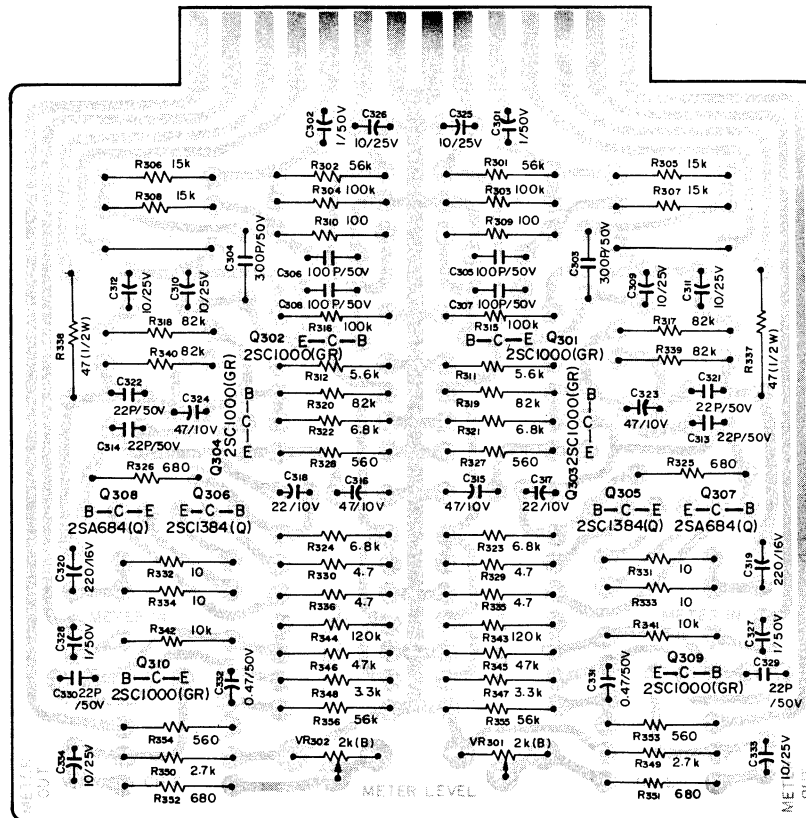 C302 1/50V C326 10/25V C325 10/25V C301 1/50V
R306 15k R302 56k R301 56k R305 15k
R308 15k R304 100k R303 100k R307 15k
R310 100 R309 100
C304 300P/50V C303 300P/50V
C312 10/25V C310 10/25V C306 100P/50V C305 100P/50V C309 10/25V C311 10/25V
C308 100P/50V C307 100P/50V
R338 47(1/2W) R318 82k R316 100k R315 100k R317 82k R337 47(1/2W)
Q302 E-C-B B-C-E Q301
2SC1000(GR) 2SC1000(GR)
R340 82k R312 5.6k R311 5.6k R339 82k
C322 22P/50V C324 47/10V R320 82k R319 82k C323 47/10V C321 22P/50V
Q304 2SC1000(GR) B-C-E B-C-E Q303 2SC1000(GR)
C314 22P/50V R322 6.8k R321 6.8k C313 22P/50V
R326 680 R328 560 R327 560 R325 680
Q308 Q306 C318 22/10V C316 47/10V C315 47/10V C317 22/10V Q305 Q307
B-C-E E-C-B B-C-E E-C-B
2SA684(Q) 2SC1384(Q) 2SC1384(Q) 2SA684(Q)
R324 6.8k R323 6.8k
C320 220/16V R332 10 R330 4.7 R329 4.7 R331 10 C319 220/16V
R334 10 R336 4.7 R335 4.7 R333 10
METER IN METER IN
C328 1/50V R342 10k R344 120k R343 120k R341 10k C327 1/50V
Q310 R346 47k R345 47k Q309
C330 22P/50V B-C-E C332 0.47/50V C331 0.47/50V E-C-B C329 22P/50V
2SC1000(GR) R348 3.3k R347 3.3k 2SC1000(GR)
R356 56k R355 56k
R354 560 R353 560
C334 10/25V R350 2.7k VR302 2k(B) VR301 2k(B) R349 2.7k C333 10/25V
R352 680 R351 680
METER OUT METER LEVEL METER OUT